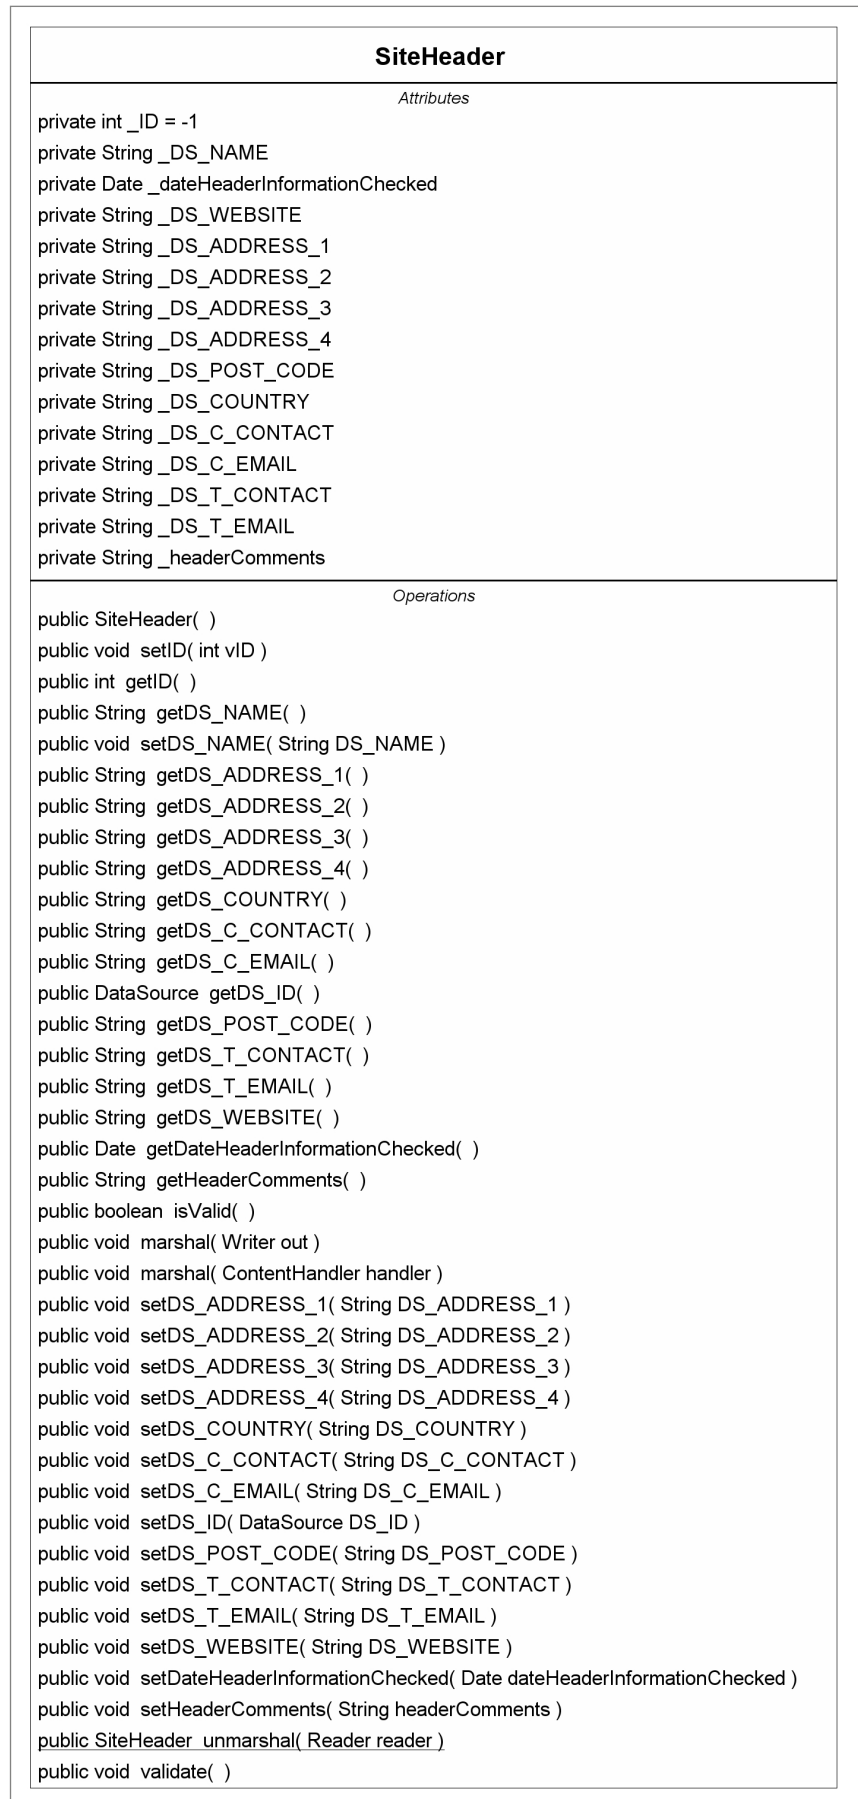 SiteHeader
Attributes
private int _ID = -1
private String _DS_NAME
private Date _dateHeaderInformationChecked
private String _DS_WEBSITE
private String _DS_ADDRESS_1
private String _DS_ADDRESS_2
private String _DS_ADDRESS_3
private String _DS_ADDRESS_4
private String _DS_POST_CODE
private String _DS_COUNTRY
private String _DS_C_CONTACT
private String _DS_C_EMAIL
private String _DS_T_CONTACT
private String _DS_T_EMAIL
private String _headerComments
Operations
public SiteHeader( )
public void setID( int vID )
public int getID( )
public String getDS_NAME( )
public void setDS_NAME( String DS_NAME )
public String getDS_ADDRESS_1( )
public String getDS_ADDRESS_2( )
public String getDS_ADDRESS_3( )
public String getDS_ADDRESS_4( )
public String getDS_COUNTRY( )
public String getDS_C_CONTACT( )
public String getDS_C_EMAIL( )
public DataSource getDS_ID( )
public String getDS_POST_CODE( )
public String getDS_T_CONTACT( )
public String getDS_T_EMAIL( )
public String getDS_WEBSITE( )
public Date getDateHeaderInformationChecked( )
public String getHeaderComments( )
public boolean isValid( )
public void marshal( Writer out )
public void marshal( ContentHandler handler )
public void setDS_ADDRESS_1( String DS_ADDRESS_1 )
public void setDS_ADDRESS_2( String DS_ADDRESS_2 )
public void setDS_ADDRESS_3( String DS_ADDRESS_3 )
public void setDS_ADDRESS_4( String DS_ADDRESS_4 )
public void setDS_COUNTRY( String DS_COUNTRY )
public void setDS_C_CONTACT( String DS_C_CONTACT )
public void setDS_C_EMAIL( String DS_C_EMAIL )
public void setDS_ID( DataSource DS_ID )
public void setDS_POST_CODE( String DS_POST_CODE )
public void setDS_T_CONTACT( String DS_T_CONTACT )
public void setDS_T_EMAIL( String DS_T_EMAIL )
public void setDS_WEBSITE( String DS_WEBSITE )
public void setDateHeaderInformationChecked( Date dateHeaderInformationChecked )
public void setHeaderComments( String headerComments )
public SiteHeader unmarshal( Reader reader )
public void validate( )